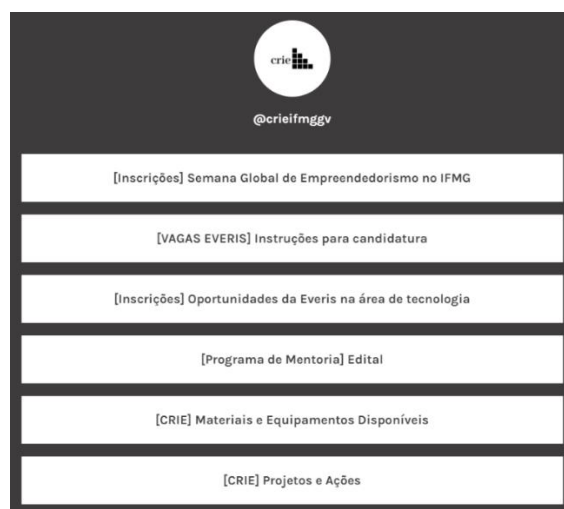 crie
@crieifmggv
[Inscrições] Semana Global de Empreendedorismo no IFMG
[VAGAS EVERIS] Instruções para candidatura
[Inscrições] Oportunidades da Everis na área de tecnologia
[Programa de Mentoria] Edital
[CRIE] Materiais e Equipamentos Disponíveis
[CRIE] Projetos e Ações